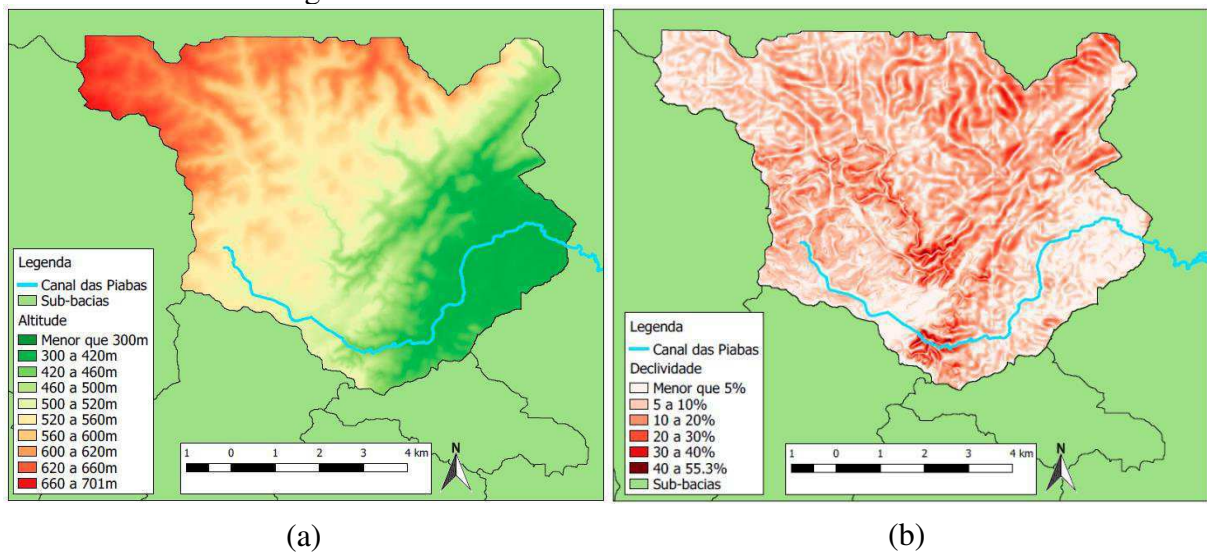 Legenda
Canal das Piabas
Sub-bacias
Altitude
Menor que 300m
300 a 420m
420 a 460m
460 a 500m
500 a 520m
520 a 560m
560 a 600m
600 a 620m
620 a 660m
660 a 701m
1 0 1 2 3 4 km
N
(a)
Legenda
Canal das Piabas
Declividade
Menor que 5%
5 a 10%
10 a 20%
20 a 30%
30 a 40%
40 a 55.3%
Sub-bacias
1 0 1 2 3 4 km
N
(b)